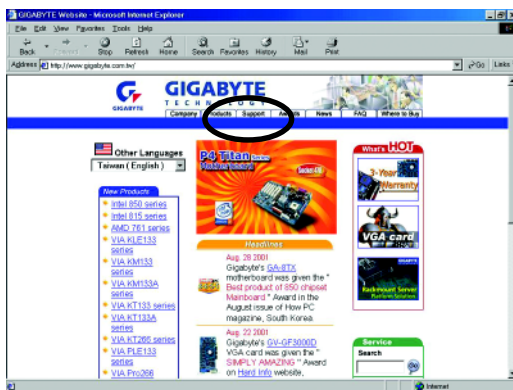 GIGABYTE Website - Microsoft Internet Explorer
File Edit View Favorites Tools Help
Back Stop Refresh Home Search Favorites History Mail Print
Address http://www.gigabyte.com.tw/ Go Links
GIGABYTE
GIGABYTE
TECHNOLOGY
Company Products Support Awards News FAQ Where to Buy
Other Languages
Taiwan ( English )
New Products
Intel 850 series
Intel 815 series
AMD 761 series
VIA KLE133
series
VIA KM133
series
VIA KM133A
series
VIA KT133 series
VIA KT133A
series
VIA KT266 series
VIA PLE133
series
VIA Pro266
P4 Titan Series
Socket 478
Headlines
Aug. 28 2001
Gigabyte's GA-8TX
motherboard was given the "
Best product of 850 chipset
Mainboard " Award in the
August issue of How PC
magazine, South Korea.
Aug. 22 2001
Gigabyte's GV-GF3000D
VGA card was given the "
SIMPLY AMAZING " Award
on Hard Info website,
What's HOT
3-Year
Warranty
VGA card
Rackmount Server
Platform Solution
Service
Search
Go
Internet